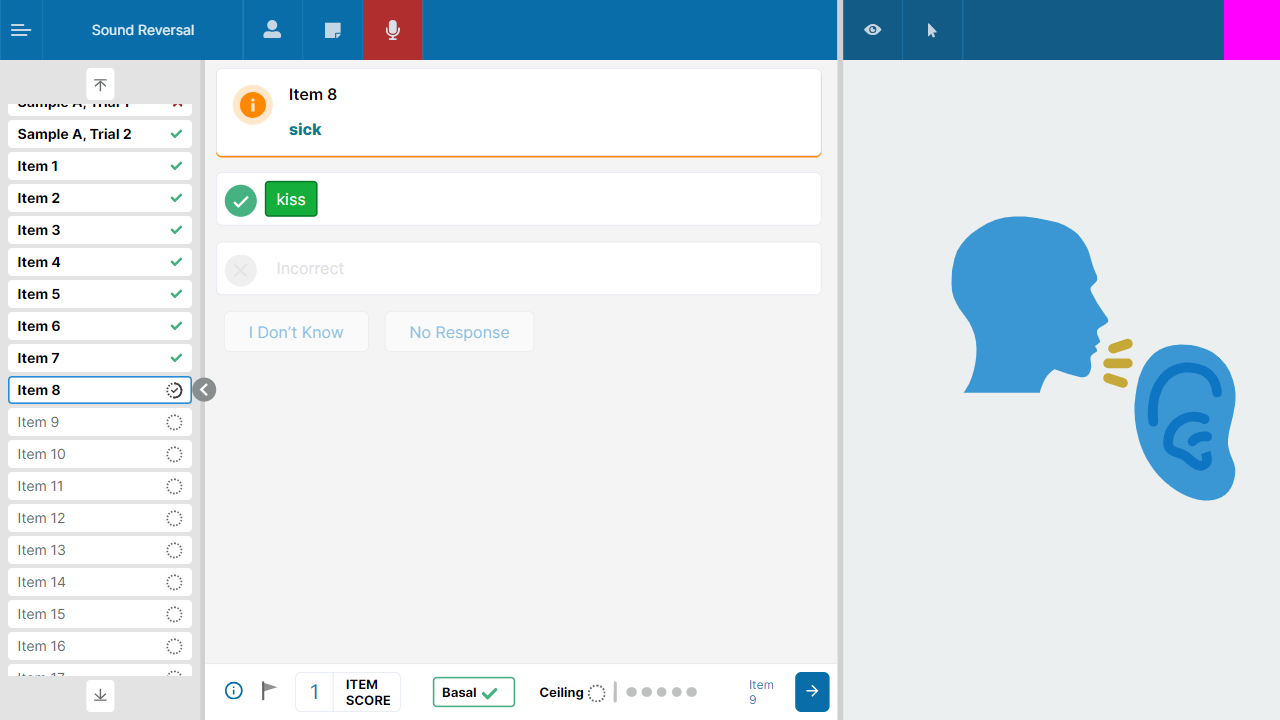 Sound Reversal
Sample A, Trial 1
Sample A, Trial 2
Item 1
Item 2
Item 3
Item 4
Item 5
Item 6
Item 7
Item 8
Item 9
Item 10
Item 11
Item 12
Item 13
Item 14
Item 15
Item 16
Item 17
Item 8
sick
kiss
Incorrect
I Don’t Know
No Response
1
ITEM
SCORE
Basal
Ceiling
Item
9